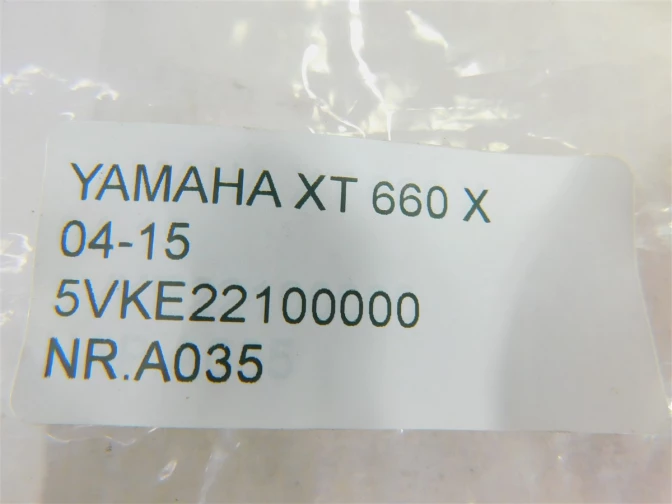 YAMAHA XT 660 X
04-15
5VKE22100000
NR.A035